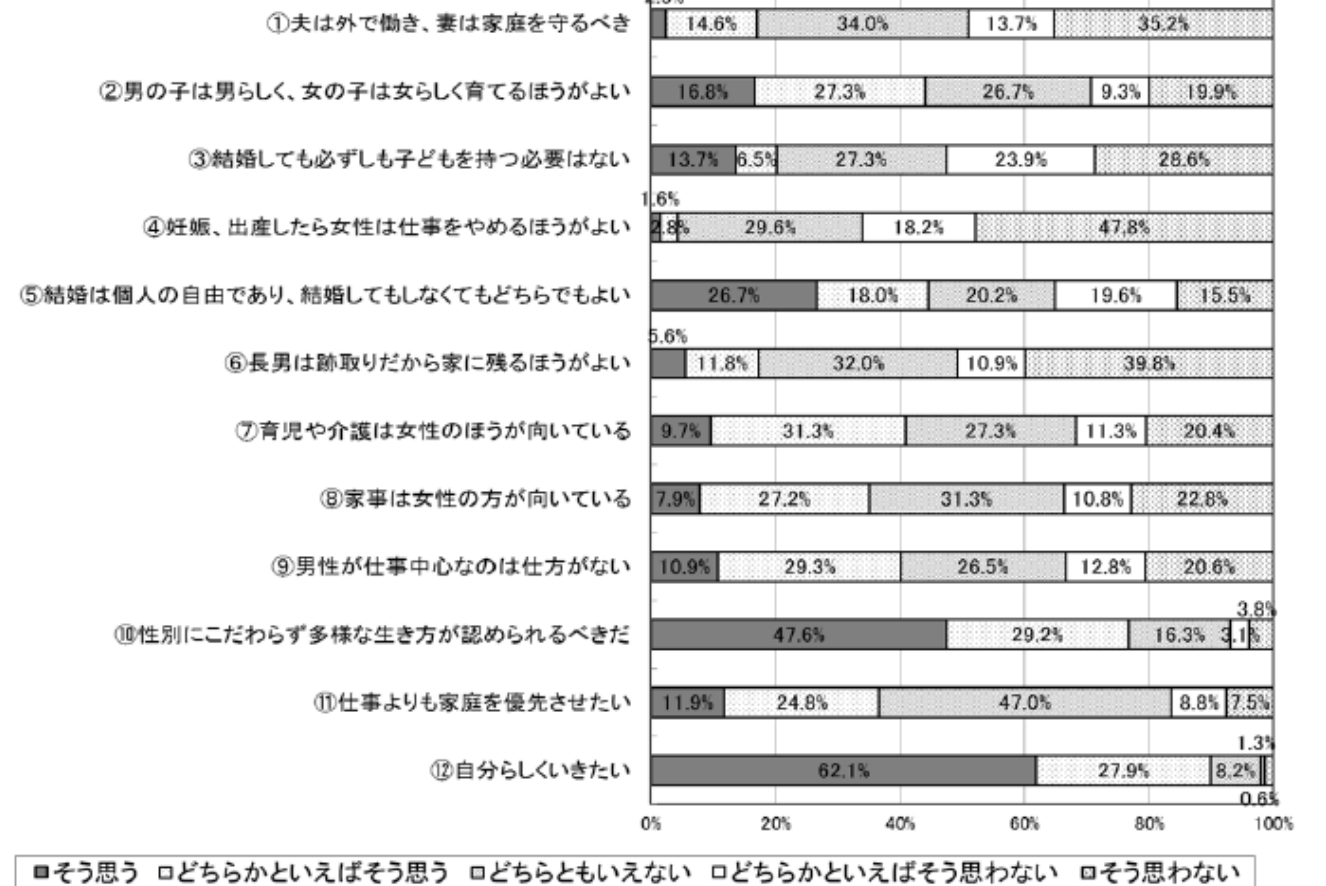 ①夫は外で働き、妻は家庭を守るべき 14.6% 34.0% 13.7% 35.2%
②男の子は男らしく、女の子は女らしく育てるほうがよい 16.8% 27.3% 26.7% 9.3% 19.9%
③結婚しても必ずしも子どもを持つ必要はない 13.7% 6.5% 27.3% 23.9% 28.6%
1.6%
④妊娠、出産したら女性は仕事をやめるほうがよい 2.8% 29.6% 18.2% 47.8%
⑤結婚は個人の自由であり、結婚してもしなくてもどちらでもよい 26.7% 18.0% 20.2% 19.6% 15.5%
5.6%
⑥長男は跡取りだから家に残るほうがよい 11.8% 32.0% 10.9% 39.8%
⑦育児や介護は女性のほうが向いている 9.7% 31.3% 27.3% 11.3% 20.4%
⑧家事は女性の方が向いている 7.9% 27.2% 31.3% 10.8% 22.8%
⑨男性が仕事中心なのは仕方がない 10.9% 29.3% 26.5% 12.8% 20.6%
3.8%
⑩性別にこだわらず多様な生き方が認められるべきだ 47.6% 29.2% 16.3% 3.1%
⑪仕事よりも家庭を優先させたい 11.9% 24.8% 47.0% 8.8% 7.5%
1.3%
⑫自分らしくいきたい 62.1% 27.9% 8.2%
0.6%
0% 20% 40% 60% 80% 100%
そう思う どちらかといえばそう思う どちらともいえない どちらかといえばそう思わない そう思わない